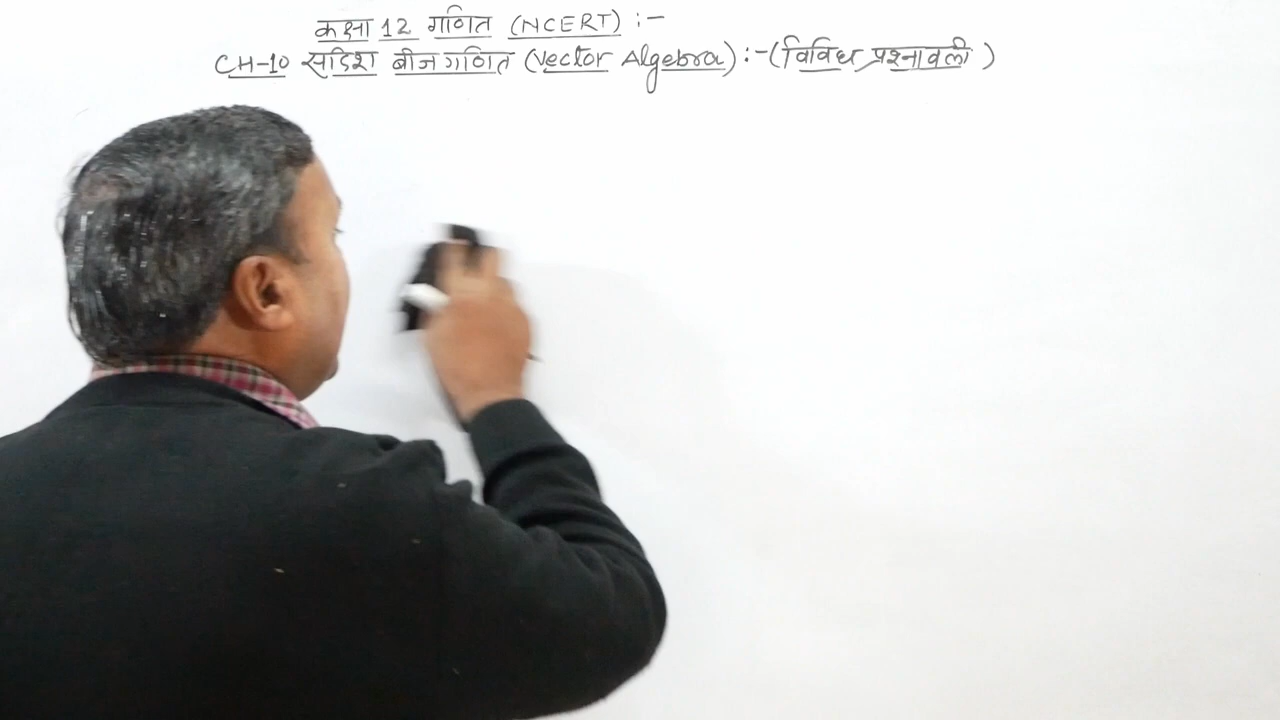 कक्षा 12 गणित (NCERT) :-
CH-10 सदिश बीजगणित (Vector Algebra) :- (विविध प्रश्नावली)